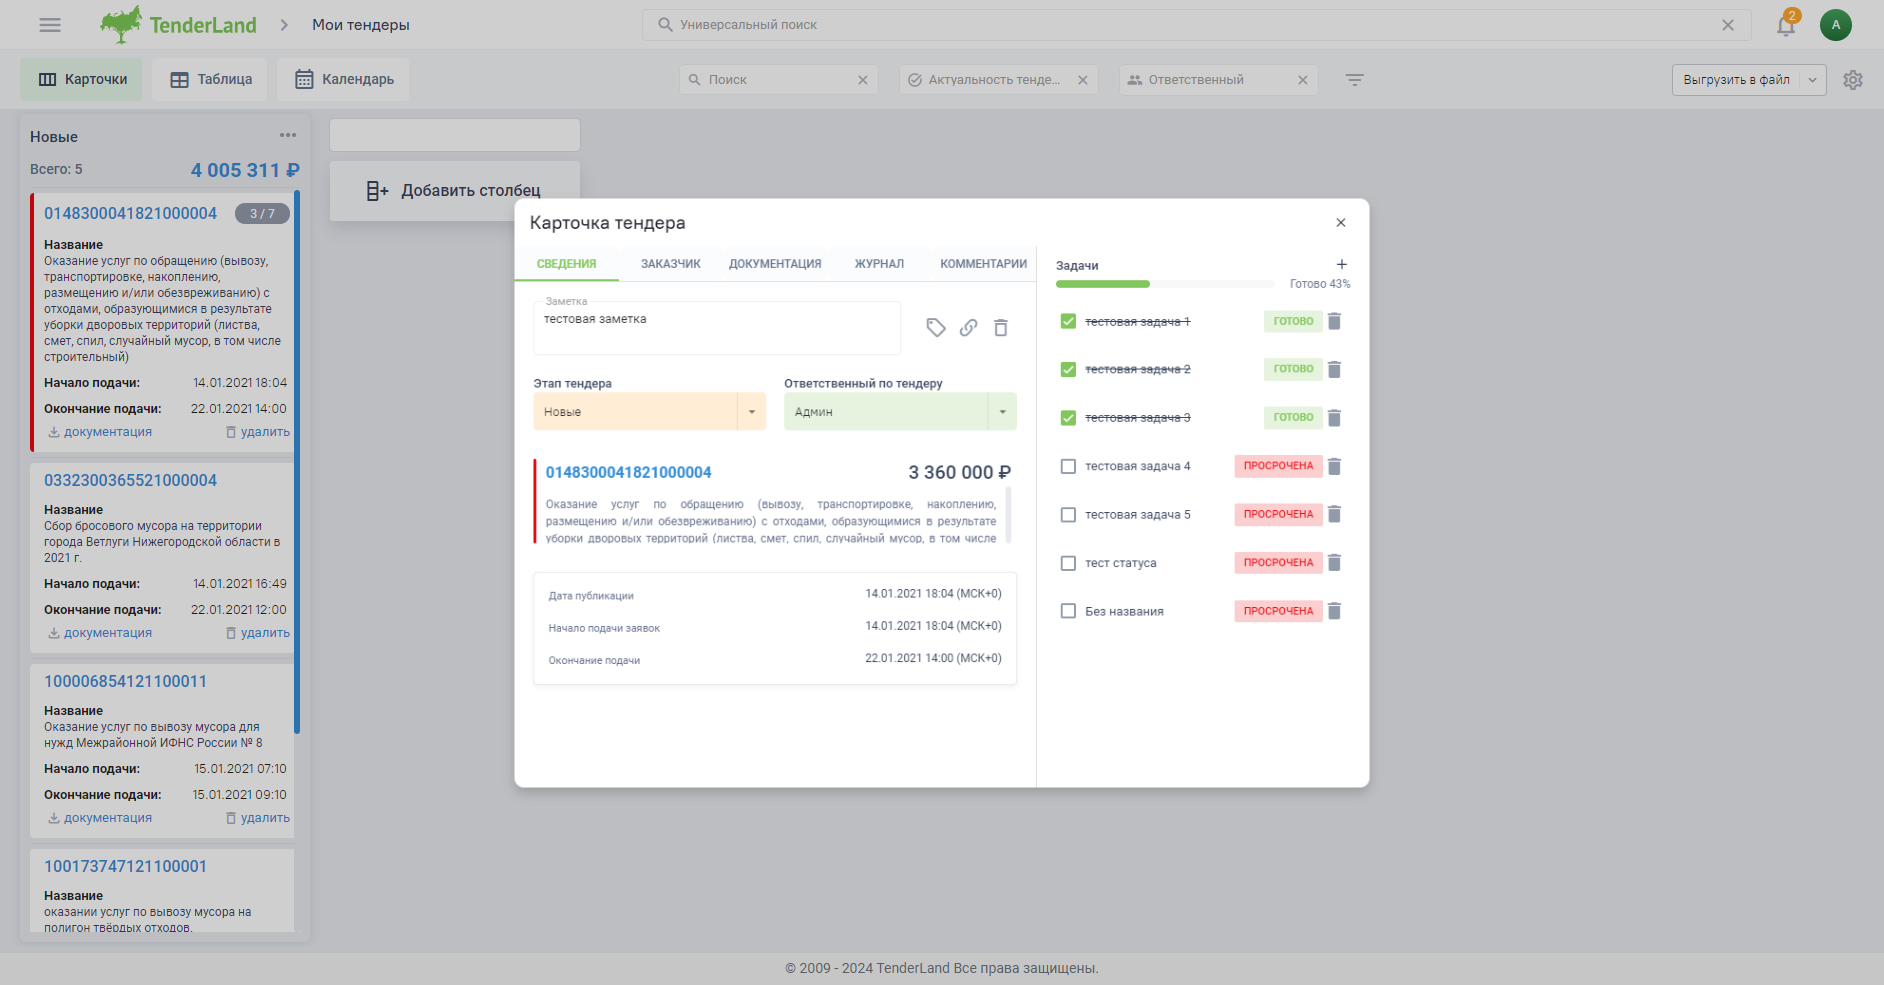 TenderLand
Мои тендеры
Универсальный поиск
2
A
Карточки
Таблица
Календарь
Поиск
Актуальность тенде...
Ответственный
Выгрузить в файл
Новые
Всего: 5
4 005 311 ₽
0148300041821000004
3 / 7
Название
Оказание услуг по обращению (вывозу,
транспортировке, накоплению,
размещению и/или обезвреживанию) с
отходами, образующимися в результате
уборки дворовых территорий (листва,
смет, спил, случайный мусор, в том числе
строительный)
Начало подачи: 14.01.2021 18:04
Окончание подачи: 22.01.2021 14:00
документация удалить
0332300365521000004
Название
Сбор бросового мусора на территории
города Ветлуги Нижегородской области в
2021 г.
Начало подачи: 14.01.2021 16:49
Окончание подачи: 22.01.2021 12:00
документация удалить
100006854121100011
Название
Оказание услуг по вывозу мусора для
нужд Межрайонной ИФНС России № 8
Начало подачи: 15.01.2021 07:10
Окончание подачи: 15.01.2021 09:10
документация удалить
100173747121100001
Название
оказании услуг по вывозу мусора на
полигон твёрдых отходов.
Добавить столбец
Карточка тендера
СВЕДЕНИЯ
ЗАКАЗЧИК
ДОКУМЕНТАЦИЯ
ЖУРНАЛ
КОММЕНТАРИИ
Заметка
тестовая заметка
Этап тендера
Новые
Ответственный по тендеру
Админ
0148300041821000004
3 360 000 ₽
Оказание услуг по обращению (вывозу, транспортировке, накоплению,
размещению и/или обезвреживанию) с отходами, образующимися в результате
уборки дворовых территорий (листва, смет, спил, случайный мусор, в том числе
Дата публикации 14.01.2021 18:04 (МСК+0)
Начало подачи заявок 14.01.2021 18:04 (МСК+0)
Окончание подачи 22.01.2021 14:00 (МСК+0)
Задачи
Готово 43%
тестовая задача 1 ГОТОВО
тестовая задача 2 ГОТОВО
тестовая задача 3 ГОТОВО
тестовая задача 4 ПРОСРОЧЕНА
тестовая задача 5 ПРОСРОЧЕНА
тест статуса ПРОСРОЧЕНА
Без названия ПРОСРОЧЕНА
© 2009 - 2024 TenderLand Все права защищены.